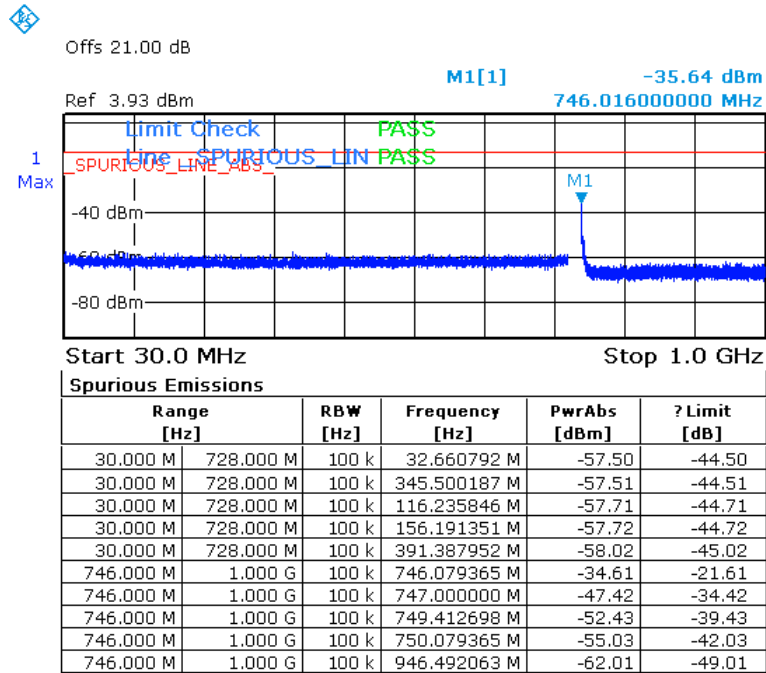 Offs 21.00 dB
M1[1] -35.64 dBm
Ref 3.93 dBm 746.016000000 MHz
Limit Check PASS
Line _SPURIOUS_LIN PASS
_SPURIOUS_LINE_ABS_
1
Max
M1
-40 dBm
-60 dBm
-80 dBm
Start 30.0 MHz Stop 1.0 GHz
Spurious Emissions
Range RBW Frequency PwrAbs ?Limit
[Hz] [Hz] [Hz] [dBm] [dB]
30.000 M 728.000 M 100 k 32.660792 M -57.50 -44.50
30.000 M 728.000 M 100 k 345.500187 M -57.51 -44.51
30.000 M 728.000 M 100 k 116.235846 M -57.71 -44.71
30.000 M 728.000 M 100 k 156.191351 M -57.72 -44.72
30.000 M 728.000 M 100 k 391.387952 M -58.02 -45.02
746.000 M 1.000 G 100 k 746.079365 M -34.61 -21.61
746.000 M 1.000 G 100 k 747.000000 M -47.42 -34.42
746.000 M 1.000 G 100 k 749.412698 M -52.43 -39.43
746.000 M 1.000 G 100 k 750.079365 M -55.03 -42.03
746.000 M 1.000 G 100 k 946.492063 M -62.01 -49.01